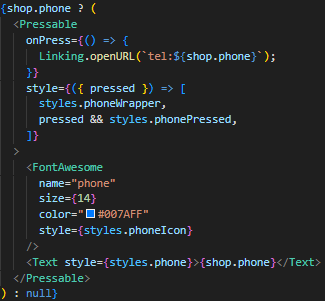 {shop.phone ? (
  <Pressable
    onPress={() => {
      Linking.openURL(`tel:${shop.phone}`);
    }}
    style={({ pressed }) => [
      styles.phoneWrapper,
      pressed && styles.phonePressed,
    ]}
  >
    <FontAwesome
      name="phone"
      size={14}
      color="#007AFF"
      style={styles.phoneIcon}
    />
    <Text style={styles.phone}>{shop.phone}</Text>
  </Pressable>
) : null}